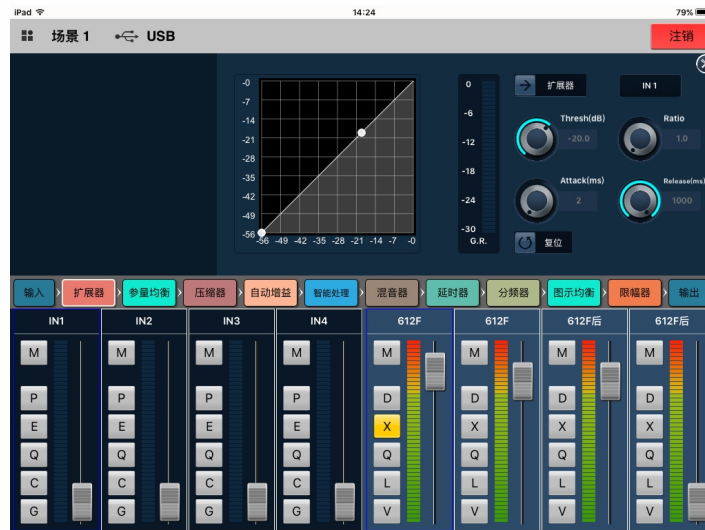 iPad 14:24 79%
场景 1 USB 注销
-0
-7
-14
-21
-28
-35
-42
-49
-56
-56 -49 -42 -35 -28 -21 -14 -7 -0
0
-6
-12
-18
-24
-30
G.R.
扩展器 IN 1
Thresh(dB) Ratio
-20.0 1.0
Attack(ms) Release(ms)
2 1000
复位
输入 扩展器 参量均衡 压缩器 自动增益 智能处理 混音器 延时器 分频器 图示均衡 限幅器 输出
IN1 IN2 IN3 IN4 612F 612F 612F后 612F后
M M M M M M M M
P P P P D D D D
E E E E X X X X
Q Q Q Q Q Q Q Q
C C C C L L L L
G G G G V V V V